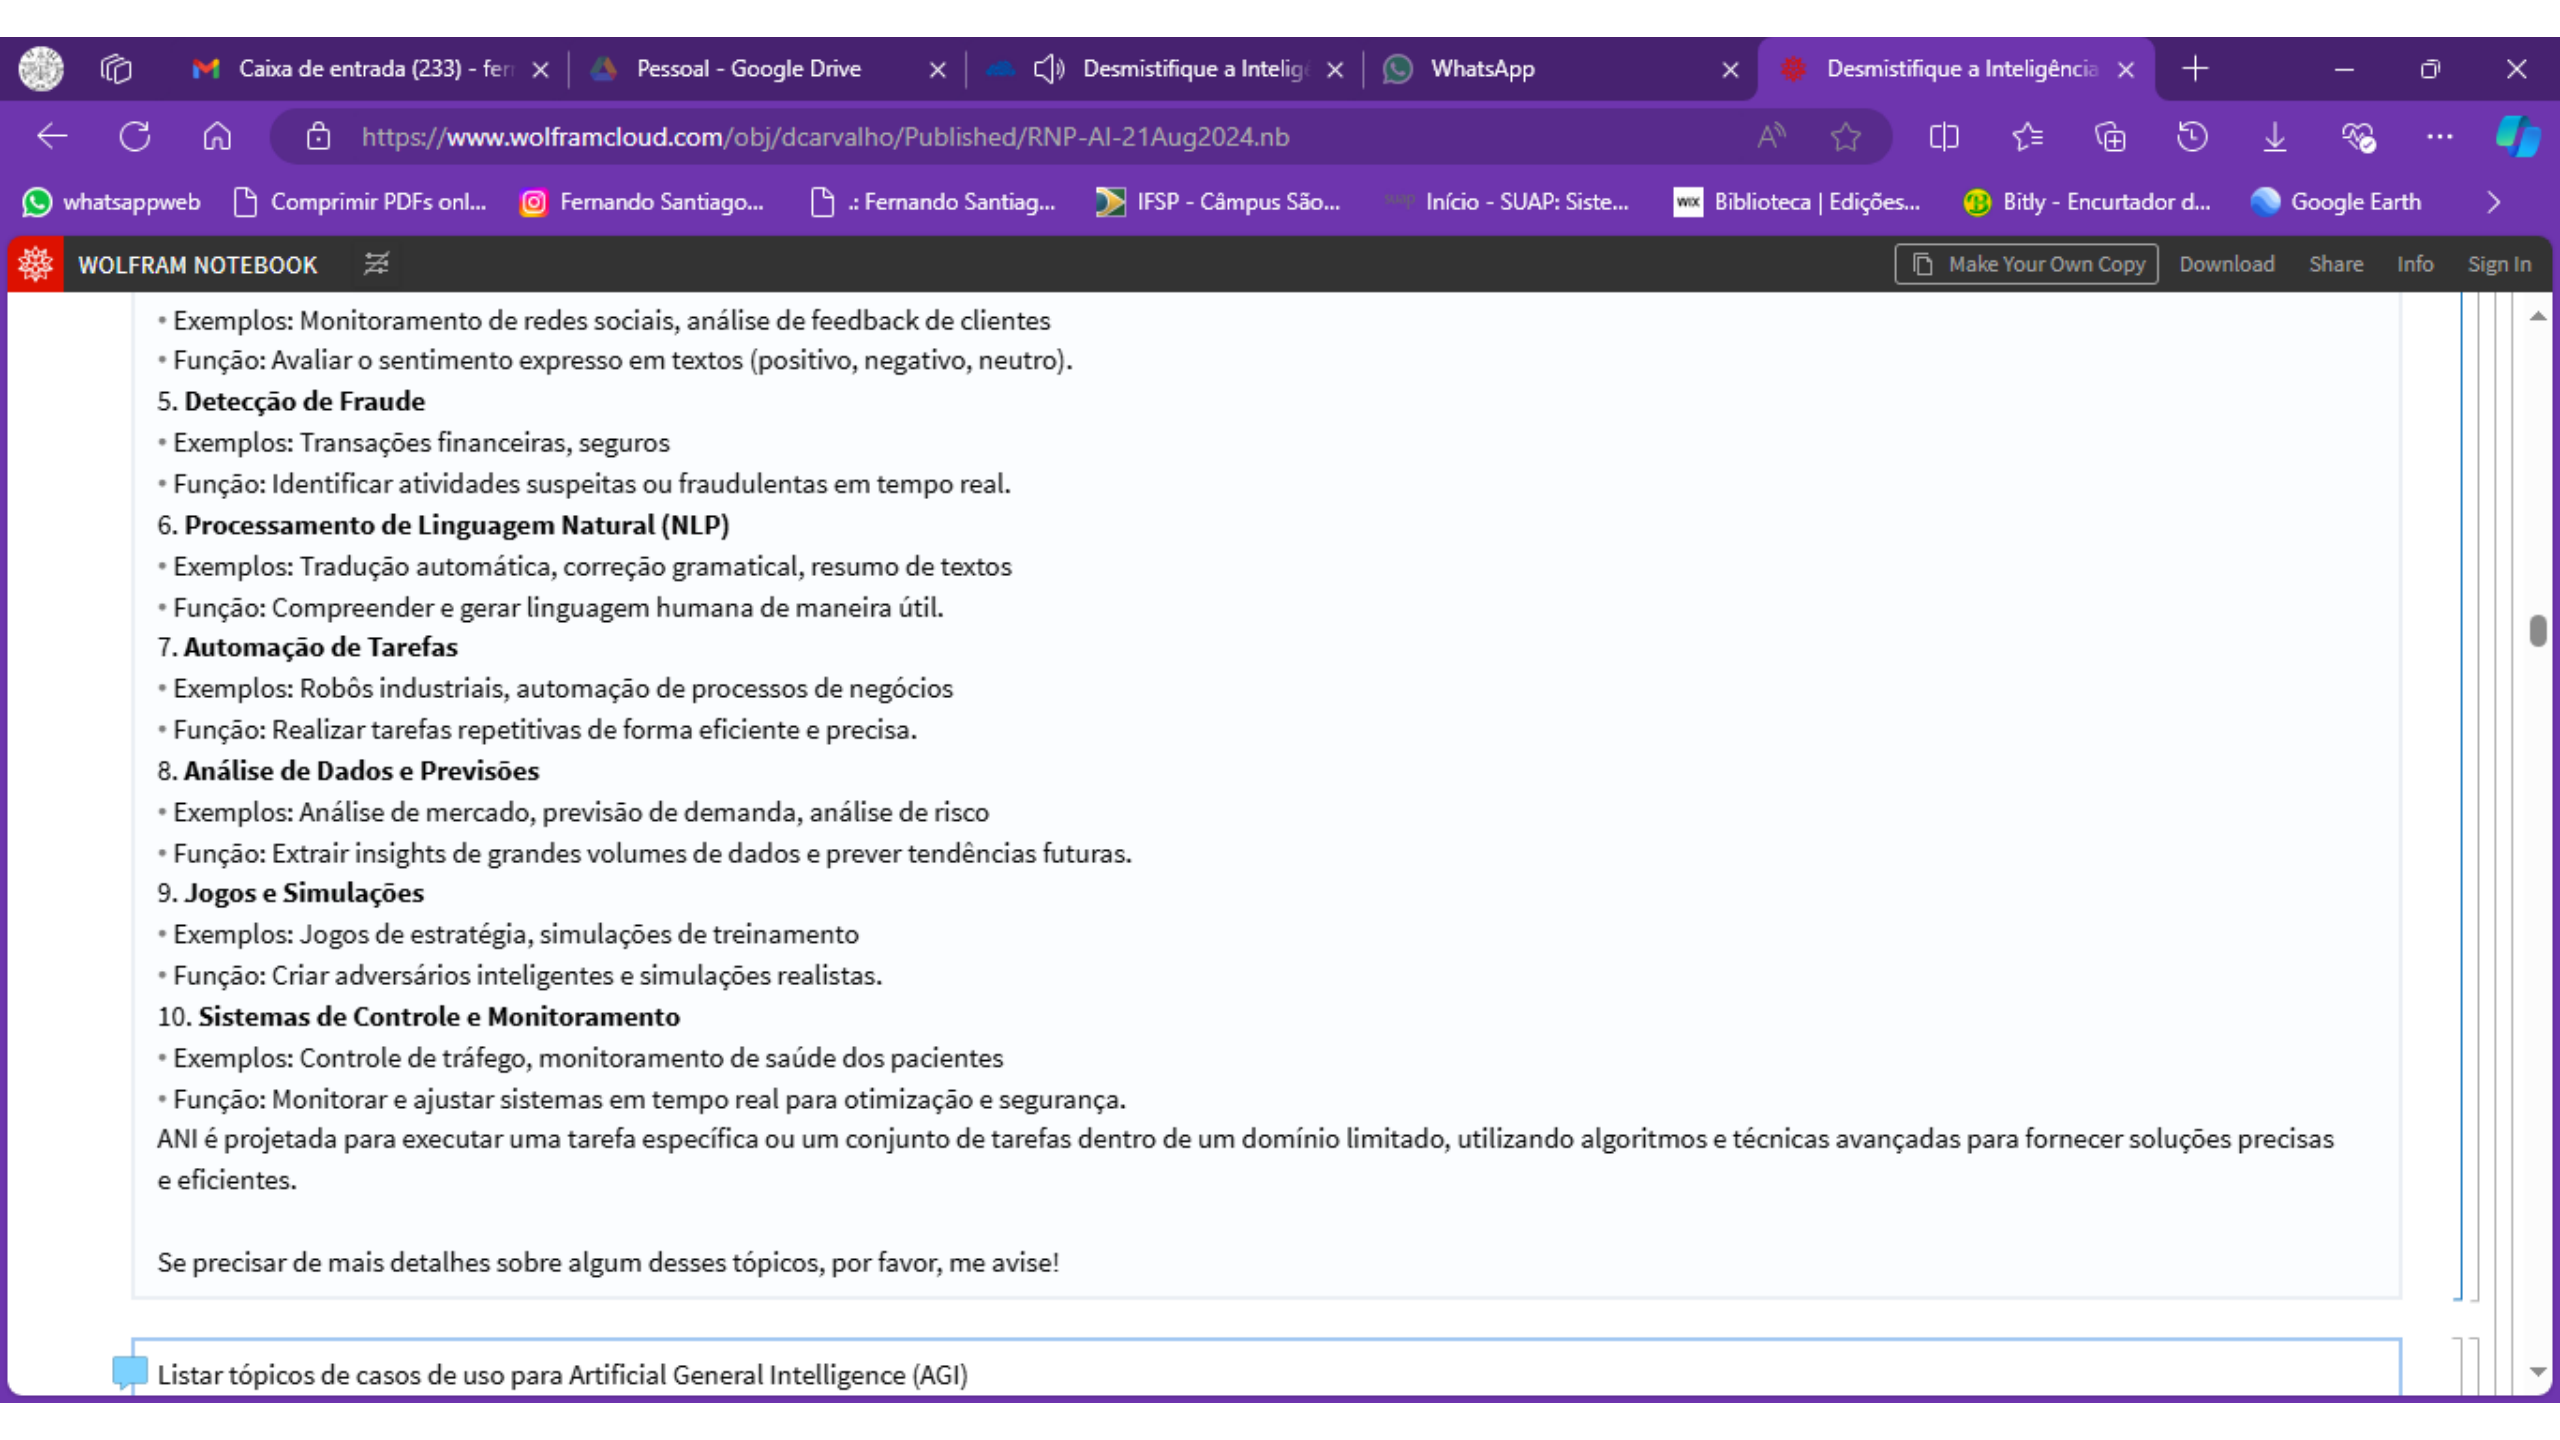 Caixa de entrada (233) - fer
Pessoal - Google Drive
Desmistifique a Intelig
WhatsApp
Desmistifique a Inteligência
https://www.wolframcloud.com/obj/dcarvalho/Published/RNP-AI-21Aug2024.nb
whatsappweb
Comprimir PDFs onl...
Fernando Santiago...
.: Fernando Santiag...
IFSP - Câmpus São...
suap
Início - SUAP: Siste...
WIX
Biblioteca | Edições...
Bitly - Encurtador d...
Google Earth
WOLFRAM NOTEBOOK
Make Your Own Copy
Download
Share
Info
Sign In
• Exemplos: Monitoramento de redes sociais, análise de feedback de clientes
• Função: Avaliar o sentimento expresso em textos (positivo, negativo, neutro).
5. Detecção de Fraude
• Exemplos: Transações financeiras, seguros
• Função: Identificar atividades suspeitas ou fraudulentas em tempo real.
6. Processamento de Linguagem Natural (NLP)
• Exemplos: Tradução automática, correção gramatical, resumo de textos
• Função: Compreender e gerar linguagem humana de maneira útil.
7. Automação de Tarefas
• Exemplos: Robôs industriais, automação de processos de negócios
• Função: Realizar tarefas repetitivas de forma eficiente e precisa.
8. Análise de Dados e Previsões
• Exemplos: Análise de mercado, previsão de demanda, análise de risco
• Função: Extrair insights de grandes volumes de dados e prever tendências futuras.
9. Jogos e Simulações
• Exemplos: Jogos de estratégia, simulações de treinamento
• Função: Criar adversários inteligentes e simulações realistas.
10. Sistemas de Controle e Monitoramento
• Exemplos: Controle de tráfego, monitoramento de saúde dos pacientes
• Função: Monitorar e ajustar sistemas em tempo real para otimização e segurança.
ANI é projetada para executar uma tarefa específica ou um conjunto de tarefas dentro de um domínio limitado, utilizando algoritmos e técnicas avançadas para fornecer soluções precisas
e eficientes.
Se precisar de mais detalhes sobre algum desses tópicos, por favor, me avise!
Listar tópicos de casos de uso para Artificial General Intelligence (AGI)